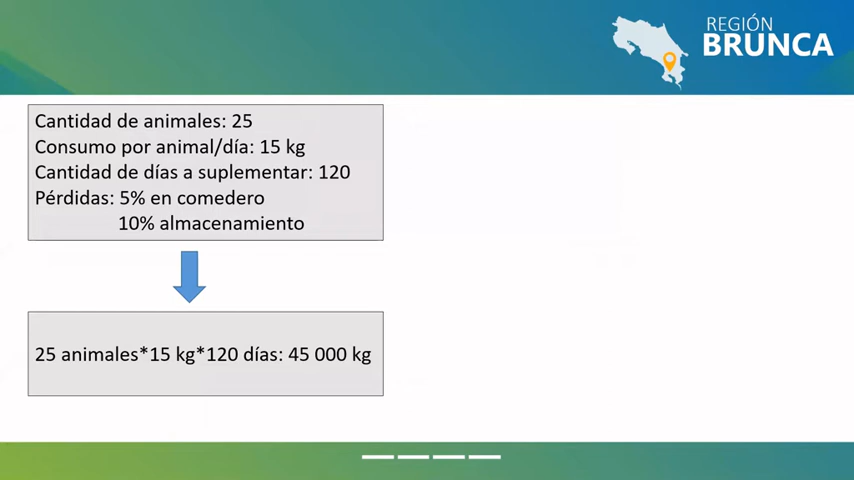 REGIÓN
BRUNCA
Cantidad de animales: 25
Consumo por animal/día: 15 kg
Cantidad de días a suplementar: 120
Pérdidas: 5% en comedero
10% almacenamiento
25 animales*15 kg*120 días: 45 000 kg